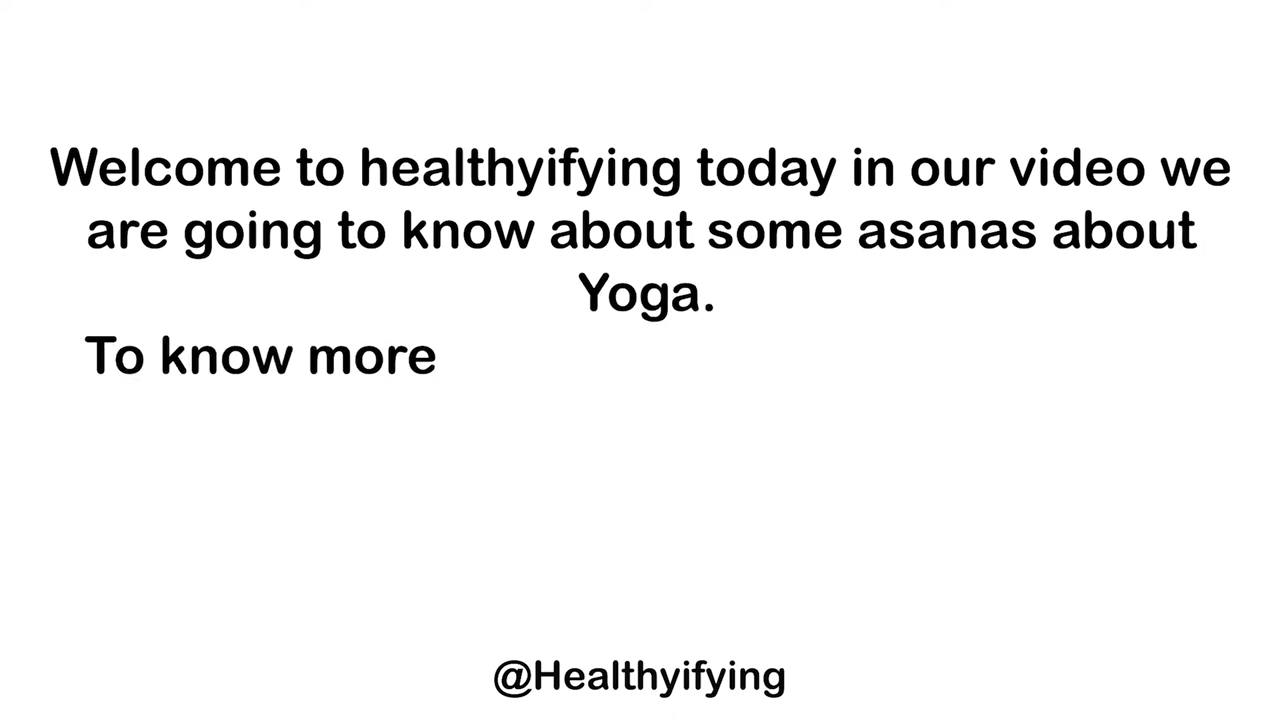 Welcome to healthyifying today in our video we
are going to know about some asanas about
Yoga.
To know more
@Healthyifying